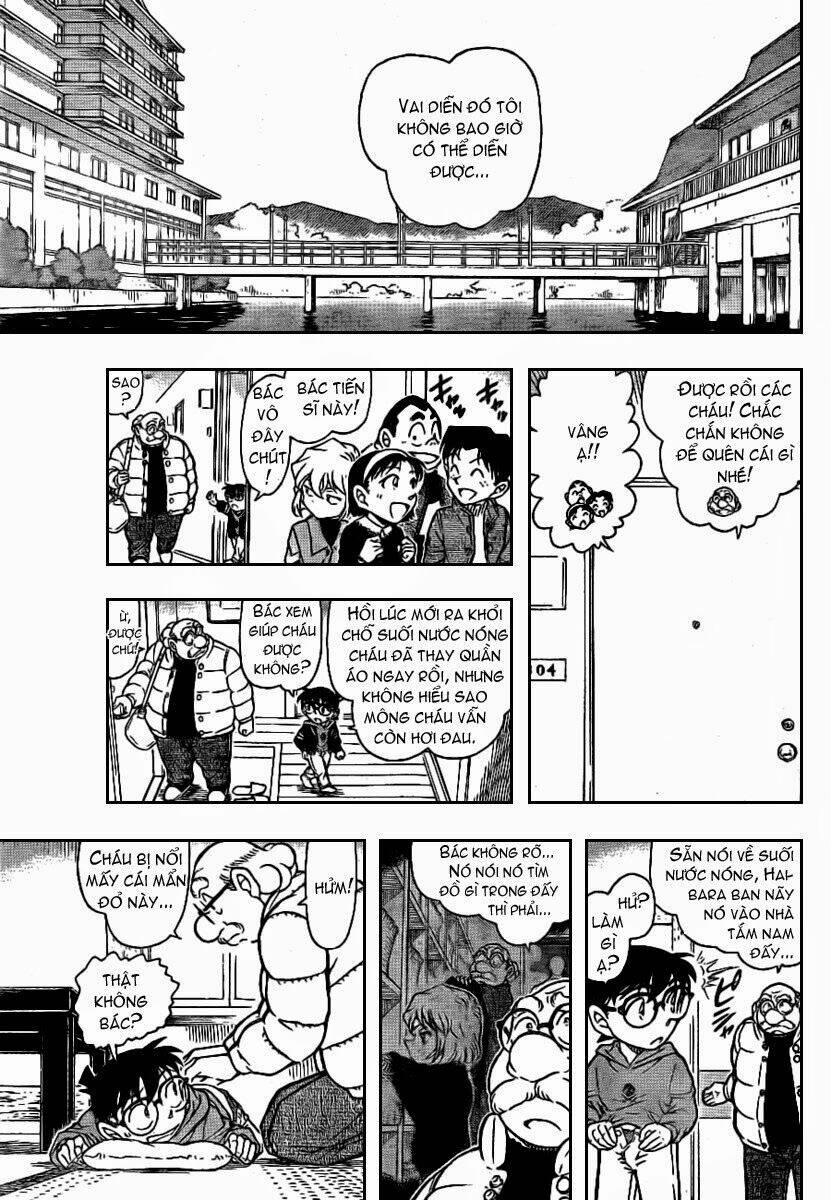 VAI DIỄN ĐÓ TÔI
KHÔNG BAO GIỜ
CÓ THỂ DIỄN
ĐƯỢC...
ĐƯỢC RỒI CÁC
CHÁU! CHẮC
CHẮN KHÔNG
ĐỂ QUÊN CÁI GÌ
NHÉ!
VÂNG
Ạ!!
04
BÁC TIẾN
SĨ NÀY!
BÁC
VÔ
ĐÂY
CHÚT!
SAO
?
HỒI LÚC MỚI RA KHỎI
CHỖ SUỐI NƯỚC NÓNG
CHÁU ĐÃ THAY QUẦN
ÁO NGAY RỒI, NHƯNG
KHÔNG HIỂU SAO
MÔNG CHÁU VẪN
CÒN HƠI ĐAU.
BÁC XEM
GIÚP CHÁU
ĐƯỢC
KHÔNG?
Ừ,
ĐƯỢC
CHỨ!
SẴN NÓI VỀ SUỐI
NƯỚC NÓNG, HAI-
BARA BAN NÃY
NÓ VÀO NHÀ
TẮM NAM
ĐẤY...
HỬ?
LÀM
GÌ
Ạ?
BÁC KHÔNG RÕ...
NÓ NÓI NÓ TÌM
ĐỒ GÌ TRONG ĐẤY
THÌ PHẢI...
HỬM!
CHÁU BỊ NỔI
MẤY CÁI MẨN
ĐỎ NÀY...
THẬT
KHÔNG
BÁC?